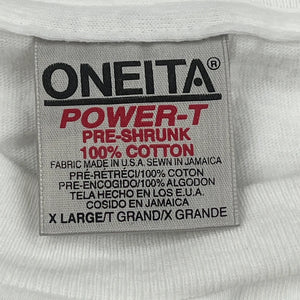 ONEITA®
POWER-T
PRE-SHRUNK
100% COTTON
FABRIC MADE IN U.S.A. SEWN IN JAMAICA
PRÉ-RÉTRÉCI/100% COTON
PRE-ENCOGIDO/100% ALGODON
TELA HECHO EN LOS E.U.A.
COSIDO EN JAMAICA
X LARGE/T GRAND/X GRANDE